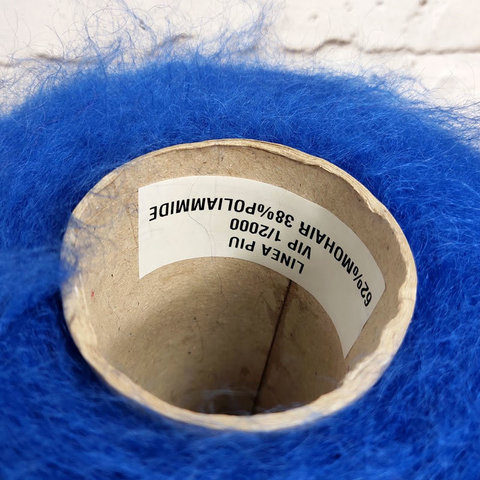 LINEA PIU
VIP 1/2000
62%MOHAIR 38%POLIAMMIDE